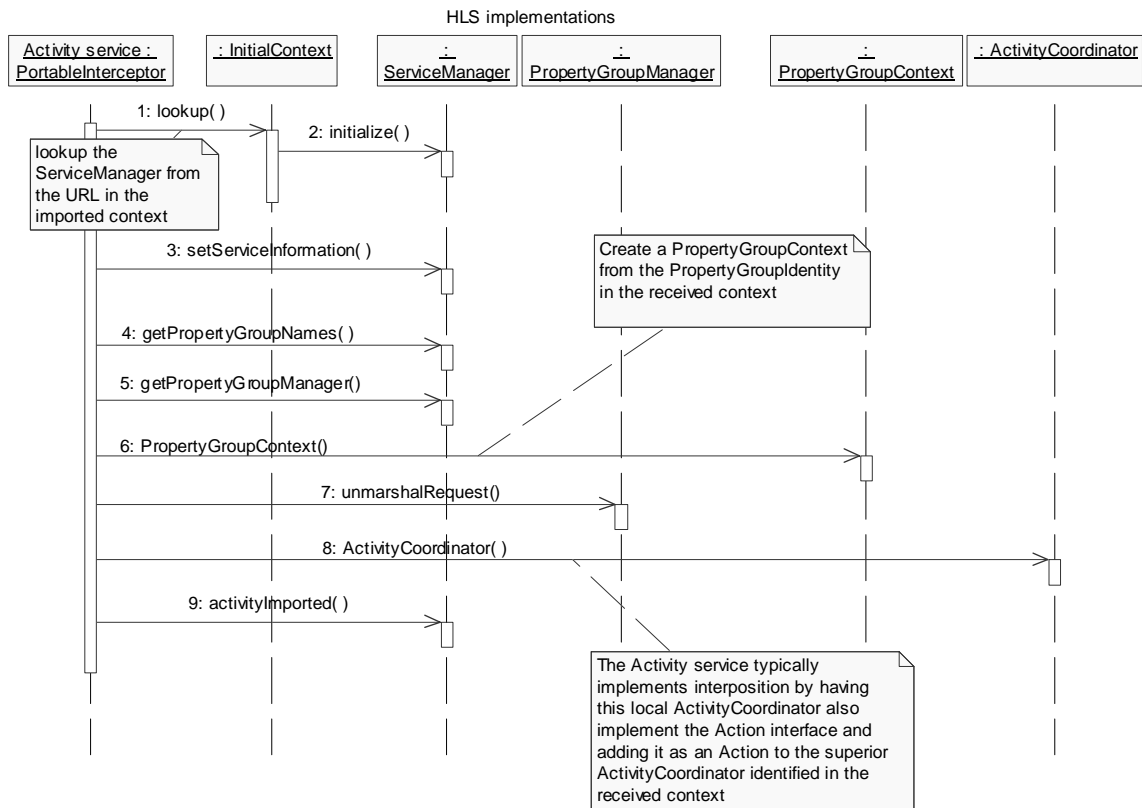 HLS implementations
Activity service :
PortableInterceptor
: InitialContext
:
ServiceManager
:
PropertyGroupManager
:
PropertyGroupContext
: ActivityCoordinator
1: lookup( )
2: initialize( )
lookup the
ServiceManager from
the URL in the
imported context
3: setServiceInformation( )
Create a PropertyGroupContext
from the PropertyGroupIdentity
in the received context
4: getPropertyGroupNames( )
5: getPropertyGroupManager()
6: PropertyGroupContext()
7: unmarshalRequest()
8: ActivityCoordinator( )
9: activityImported( )
The Activity service typically
implements interposition by having
this local ActivityCoordinator also
implement the Action interface and
adding it as an Action to the superior
ActivityCoordinator identified in the
received context